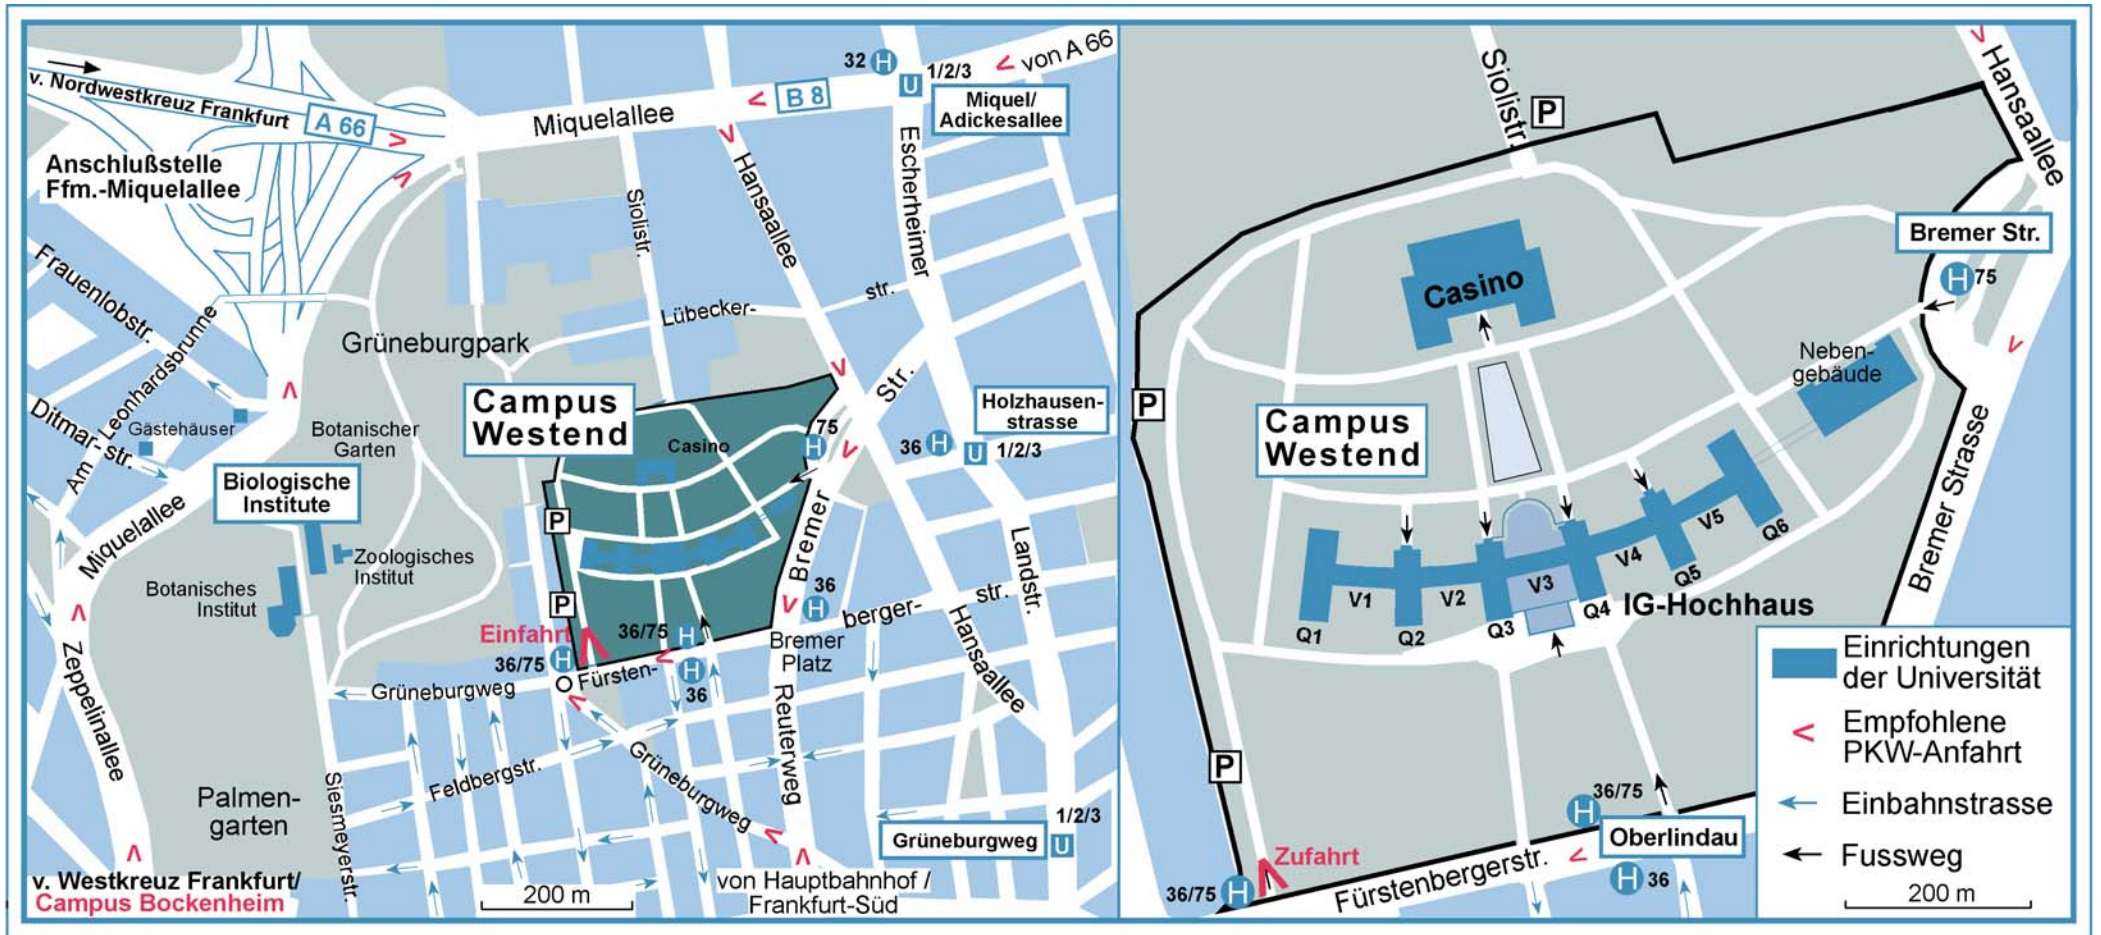 v. Nordwestkreuz Frankfurt
A 66
Anschlußstelle
Ffm.-Miquelallee
Miquelallee
B 8
32 H
U 1/2/3
von A 66
Miquel/
Adickesallee
Escherheimer
Hansaallee
Siolistr.
Frauenlobstr.
Am Leonhardsbrunne
Ditmar-
str.
Gästehäuser
Grüneburgpark
Lübecker-
str.
Str.
Botanischer
Garten
Campus
Westend
Casino
75
H
Holzhausen-
strasse
36 H
U 1/2/3
Biologische
Institute
Miquelallee
Zoologisches
Institut
Botanisches
Institut
P
P
Bremer
36
H
Landstr.
berger-
str.
Hansaallee
Einfahrt
36/75 H
36/75 H
Bremer
Platz
Fürsten-
H
36
Grüneburgweg
Zeppelinallee
Feldbergstr.
Grüneburgweg
Reuterweg
Palmen-
garten
Siesmeyerstr.
1/2/3
Grüneburgweg U
v. Westkreuz Frankfurt/
Campus Bockenheim
200 m
von Hauptbahnhof /
Frankfurt-Süd
Siolistr.
P
Hansaallee
Bremer Str.
H 75
Casino
Neben-
gebäude
P
Campus
Westend
Bremer Strasse
V1
V2
V3
V4
V5
Q1
Q2
Q3
Q4
Q5
Q6
IG-Hochhaus
P
36/75
H
Oberlindau
Zufahrt
36/75 H
Fürstenbergerstr.
H 36
Einrichtungen
der Universität
Empfohlene
PKW-Anfahrt
Einbahnstrasse
Fussweg
200 m